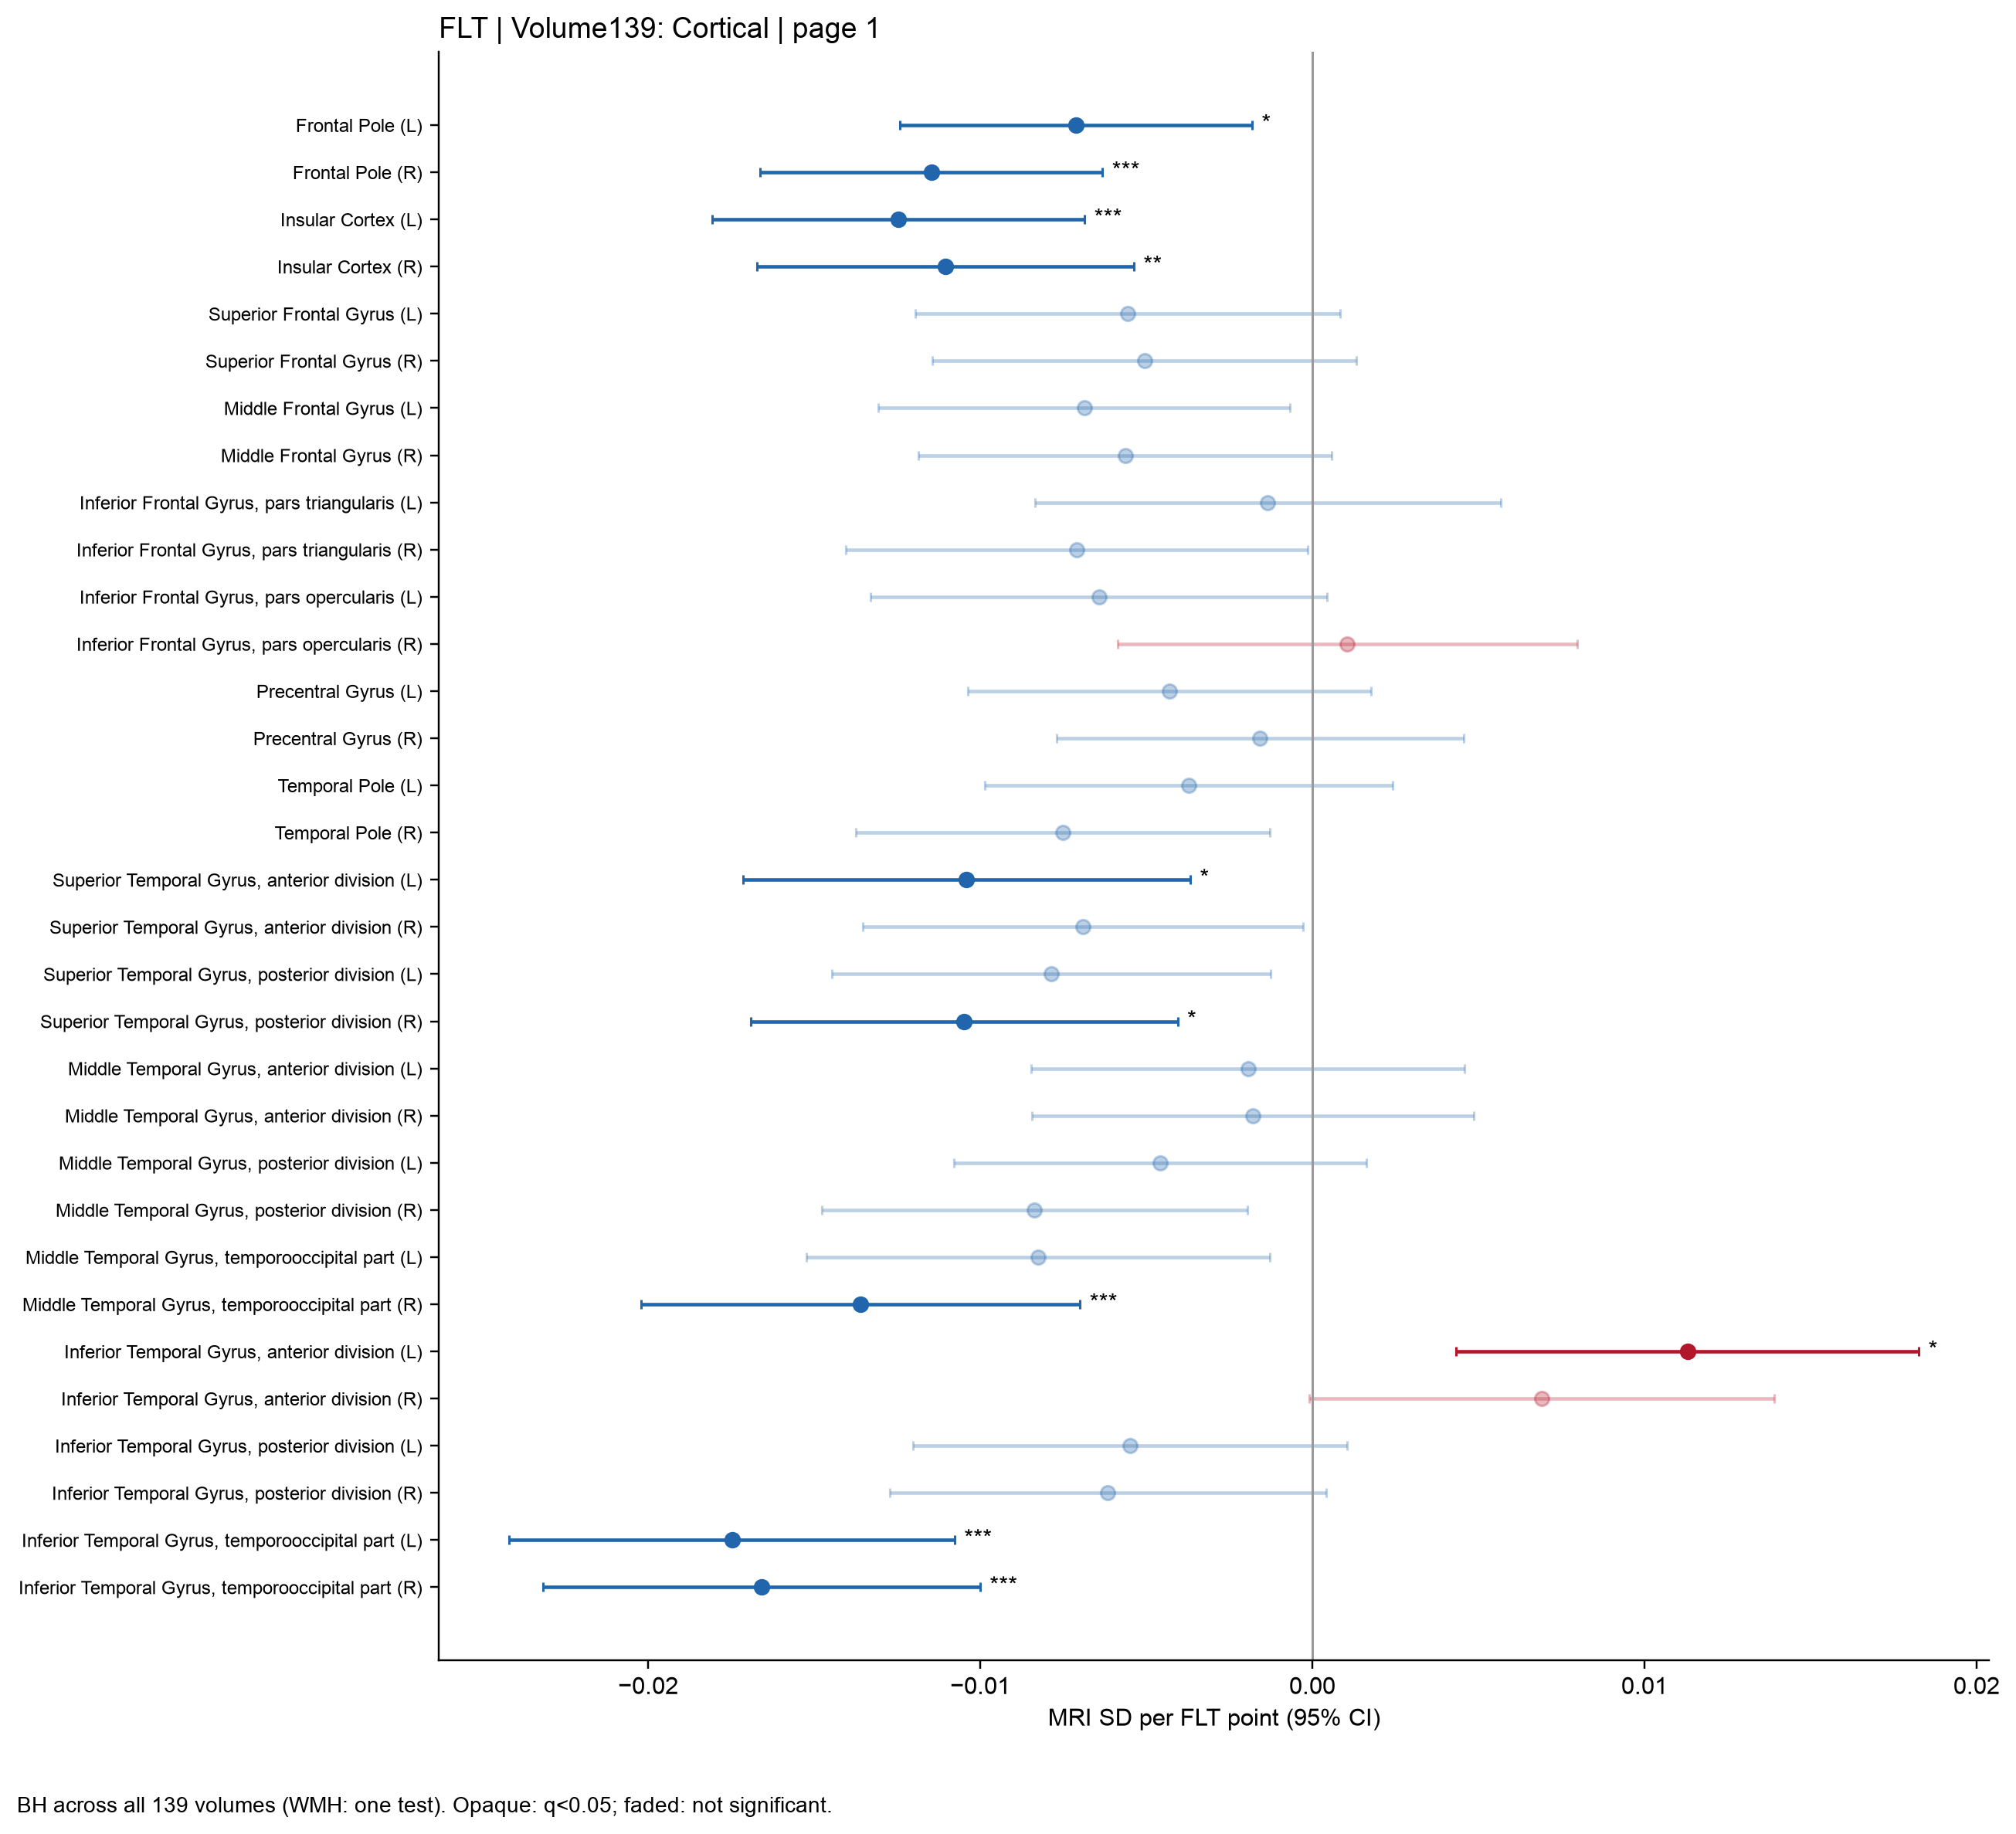 FLT | Volume139: Cortical | page 1
Frontal Pole (L)
*
Frontal Pole (R)
***
Insular Cortex (L)
***
Insular Cortex (R)
**
Superior Frontal Gyrus (L)
Superior Frontal Gyrus (R)
Middle Frontal Gyrus (L)
Middle Frontal Gyrus (R)
Inferior Frontal Gyrus, pars triangularis (L)
Inferior Frontal Gyrus, pars triangularis (R)
Inferior Frontal Gyrus, pars opercularis (L)
Inferior Frontal Gyrus, pars opercularis (R)
Precentral Gyrus (L)
Precentral Gyrus (R)
Temporal Pole (L)
Temporal Pole (R)
Superior Temporal Gyrus, anterior division (L)
*
Superior Temporal Gyrus, anterior division (R)
Superior Temporal Gyrus, posterior division (L)
Superior Temporal Gyrus, posterior division (R)
*
Middle Temporal Gyrus, anterior division (L)
Middle Temporal Gyrus, anterior division (R)
Middle Temporal Gyrus, posterior division (L)
Middle Temporal Gyrus, posterior division (R)
Middle Temporal Gyrus, temporooccipital part (L)
Middle Temporal Gyrus, temporooccipital part (R)
***
Inferior Temporal Gyrus, anterior division (L)
*
Inferior Temporal Gyrus, anterior division (R)
Inferior Temporal Gyrus, posterior division (L)
Inferior Temporal Gyrus, posterior division (R)
Inferior Temporal Gyrus, temporooccipital part (L)
***
Inferior Temporal Gyrus, temporooccipital part (R)
***
−0.02 −0.01 0.00 0.01 0.02
MRI SD per FLT point (95% CI)
BH across all 139 volumes (WMH: one test). Opaque: q<0.05; faded: not significant.